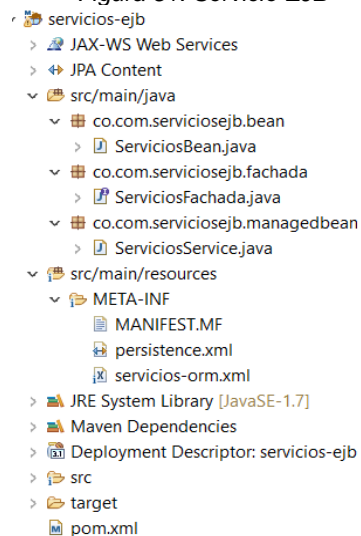 servicios-ejb
JAX-WS Web Services
JPA Content
src/main/java
co.com.serviciosejb.bean
ServiciosBean.java
co.com.serviciosejb.fachada
ServiciosFachada.java
co.com.serviciosejb.managedbean
ServiciosService.java
src/main/resources
META-INF
MANIFEST.MF
persistence.xml
servicios-orm.xml
JRE System Library [JavaSE-1.7]
Maven Dependencies
Deployment Descriptor: servicios-ejb
src
target
pom.xml